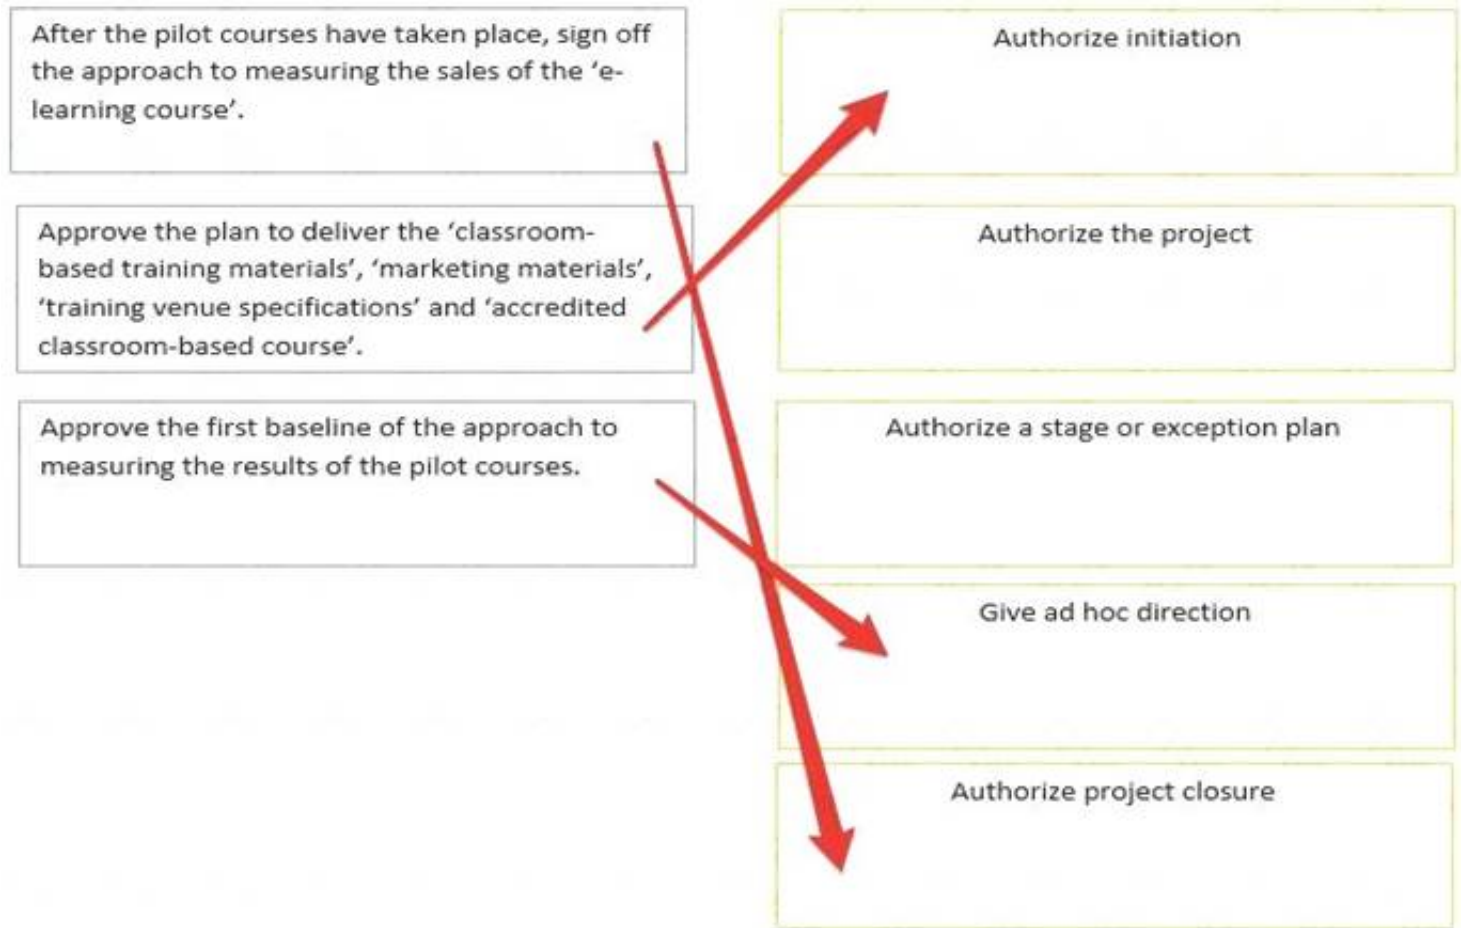 After the pilot courses have taken place, sign off
the approach to measuring the sales of the ‘e-
learning course’.
Approve the plan to deliver the ‘classroom-
based training materials’, ‘marketing materials’,
‘training venue specifications’ and ‘accredited
classroom-based course’.
Approve the first baseline of the approach to
measuring the results of the pilot courses.
Authorize initiation
Authorize the project
Authorize a stage or exception plan
Give ad hoc direction
Authorize project closure